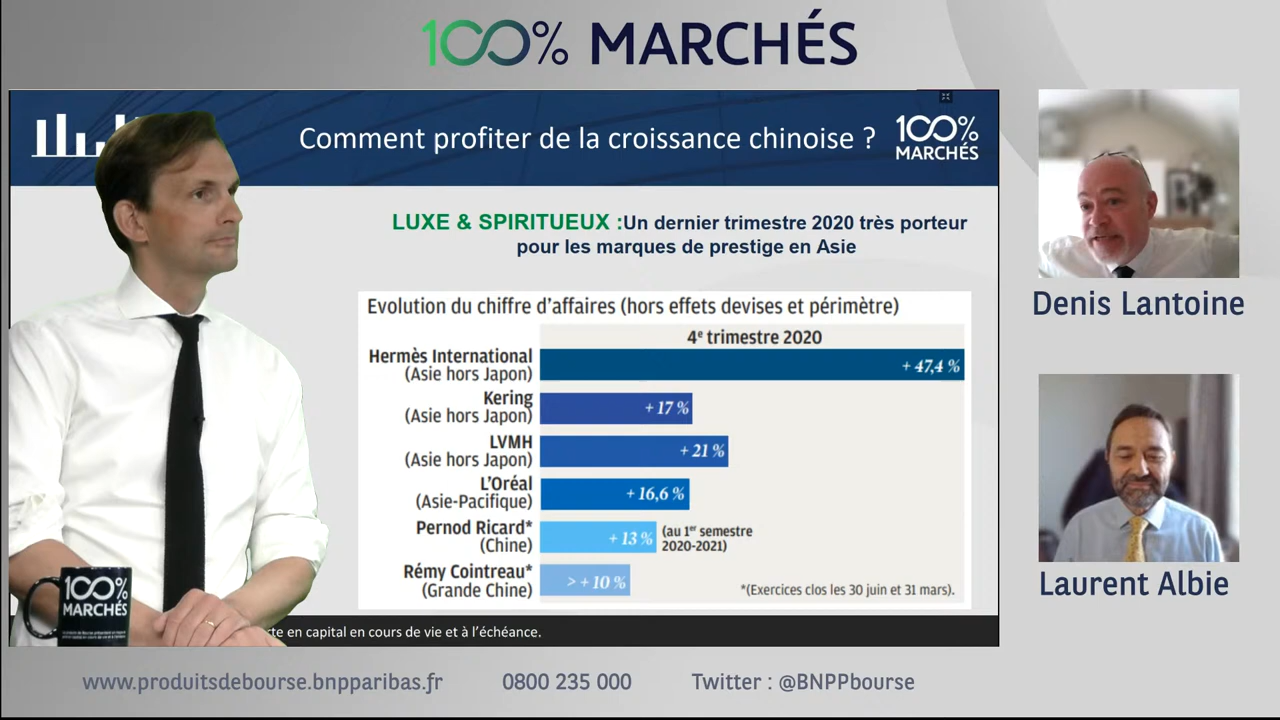 100% MARCHÉS
Comment profiter de la croissance chinoise ?
100%
MARCHÉS
LUXE & SPIRITUEUX :Un dernier trimestre 2020 très porteur
pour les marques de prestige en Asie
Evolution du chiffre d'affaires (hors effets devises et périmètre)
4e trimestre 2020
Hermès International
(Asie hors Japon)
+ 47,4 %
Kering
(Asie hors Japon)
+ 17 %
LVMH
(Asie hors Japon)
+ 21 %
L'Oréal
(Asie-Pacifique)
+ 16,6 %
Pernod Ricard*
(Chine)
+ 13 %
(au 1er semestre
2020-2021)
Rémy Cointreau*
(Grande Chine)
> + 10 %
*(Exercices clos les 30 juin et 31 mars).
en capital en cours de vie et à l'échéance.
100%
MARCHÉS
Denis Lantoine
Laurent Albie
www.produitsdebourse.bnpparibas.fr
0800 235 000
Twitter : @BNPPbourse